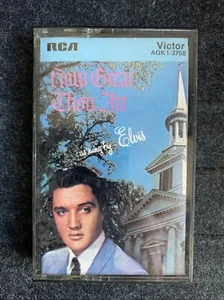 RCA
Victor
AQK1-3758
How Great
Thou Art
as sung by Elvis